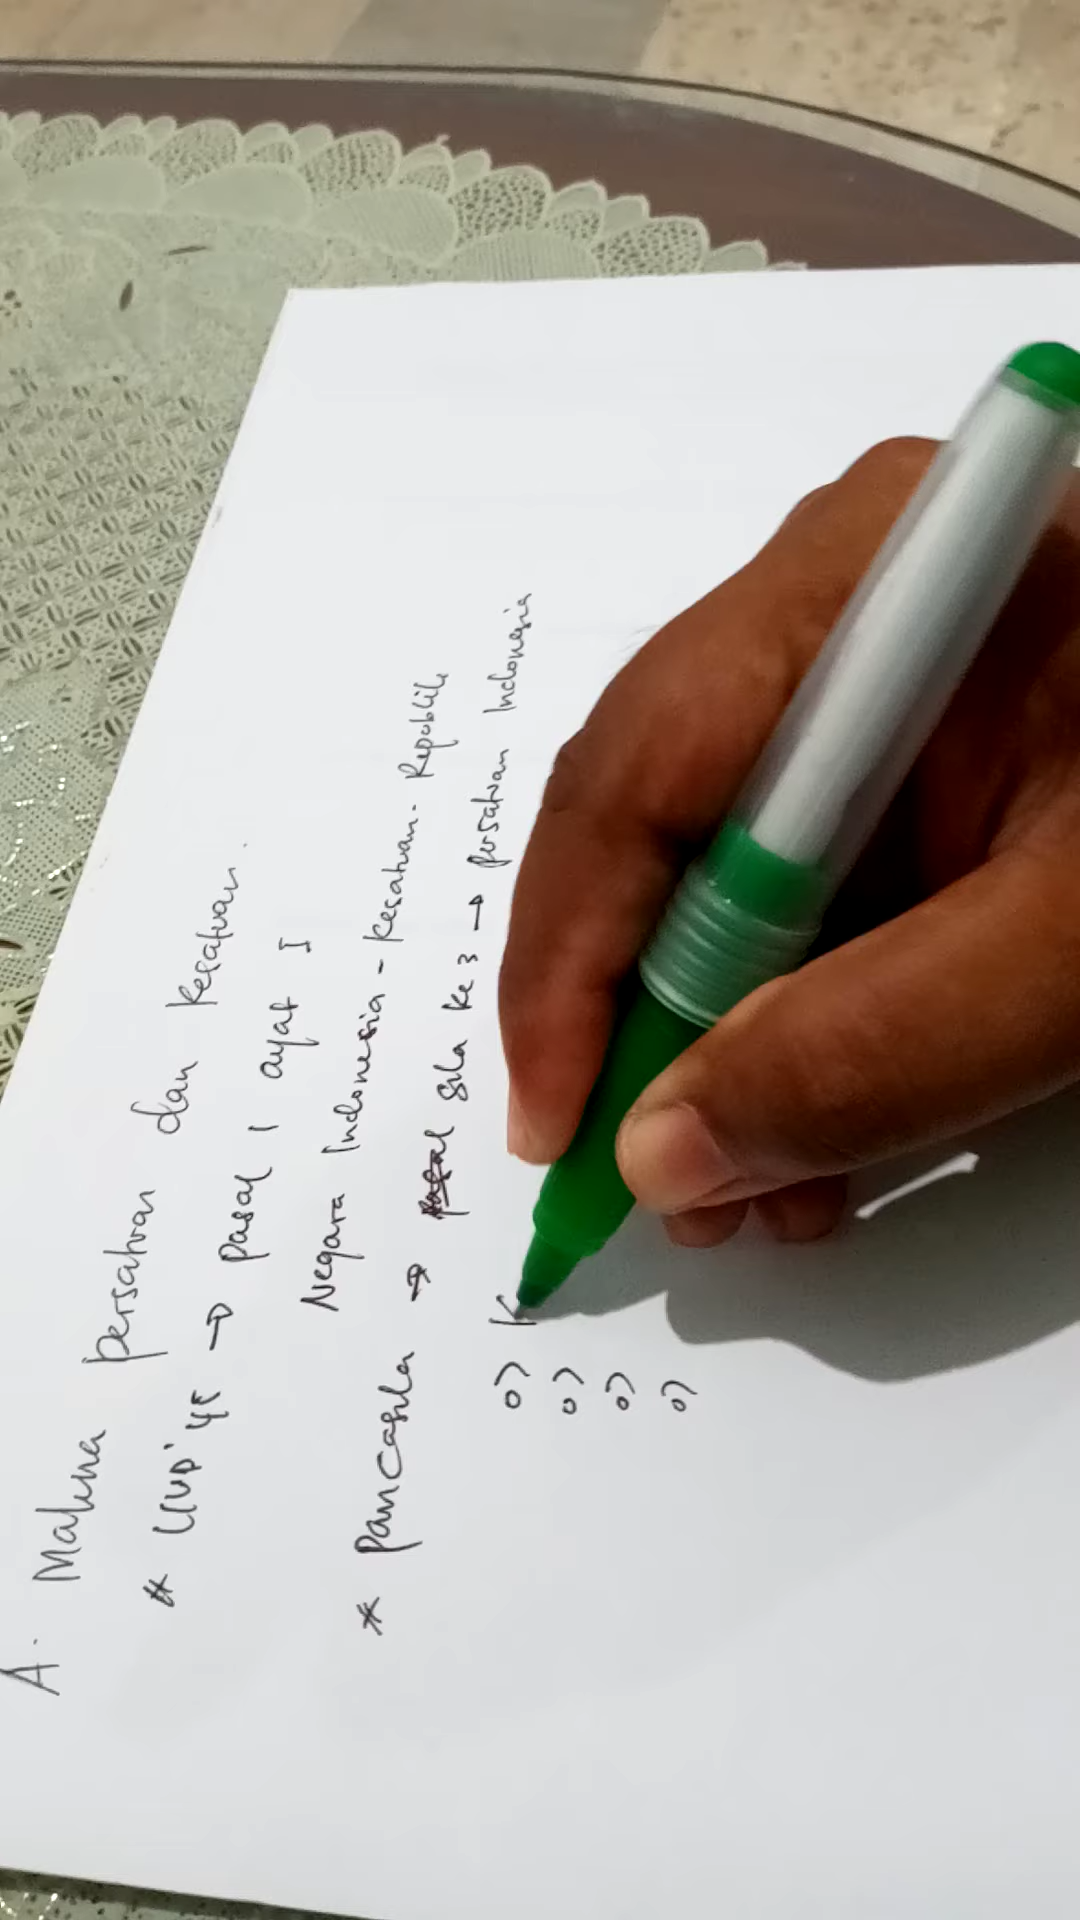 A. Makna persatuan dan kesatuan.
* UUD '45 → pasal 1 ayat I
Negara Indonesia - Kesatuan - Republik
* pancasila → sila ke 3 → persatuan Indonesia
o) K
o)
o)
o)